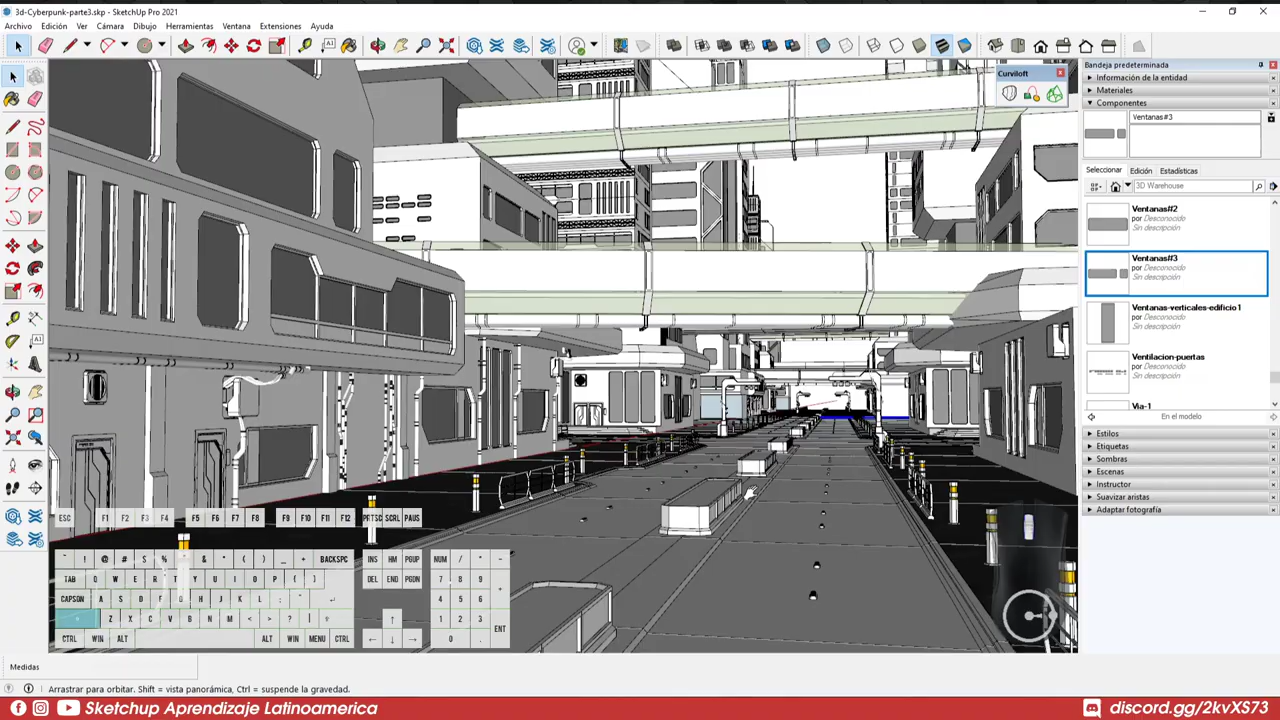 3d-Cyberpunk-parte3.skp - SketchUp Pro 2021
Archivo Edición Ver Cámara Dibujo Herramientas Ventana Extensiones Ayuda
Curviloft
Bandeja predeterminada
Información de la entidad
Materiales
Componentes
Ventanas#3
Seleccionar Edición Estadísticas
3D Warehouse
Ventanas#2
por Desconocido
Sin descripción
Ventanas#3
por Desconocido
Sin descripción
Ventanas-verticales-edificio 1
por Desconocido
Sin descripción
Ventilacion-puertas
por Desconocido
Sin descripción
Via-1
En el modelo
Estilos
Etiquetas
Sombras
Escenas
Instructor
Suavizar aristas
Adaptar fotografía
ESC F1 F2 F3 F4 F5 F6 F7 F8 F9 F10 F11 F12 PRTSC SCRL PAUS
~ ! @ # $ % & * ( ) _ + BACKSPC INS HM PGUP NUM / * -
TAB Q W E R T Y U I O P { } DEL END PGDN 7 8 9 +
CAPSON A S D F G H J K L : " 4 5 6
Z X C V B N M < > ? ↑ 1 2 3 ENT
CTRL WIN ALT ALT WIN MENU CTRL ← ↓ → 0 .
Medidas
Arrastrar para orbitar. Shift = vista panorámica, Ctrl = suspende la gravedad.
Sketchup Aprendizaje Latinoamerica
discord.gg/2kvXS73